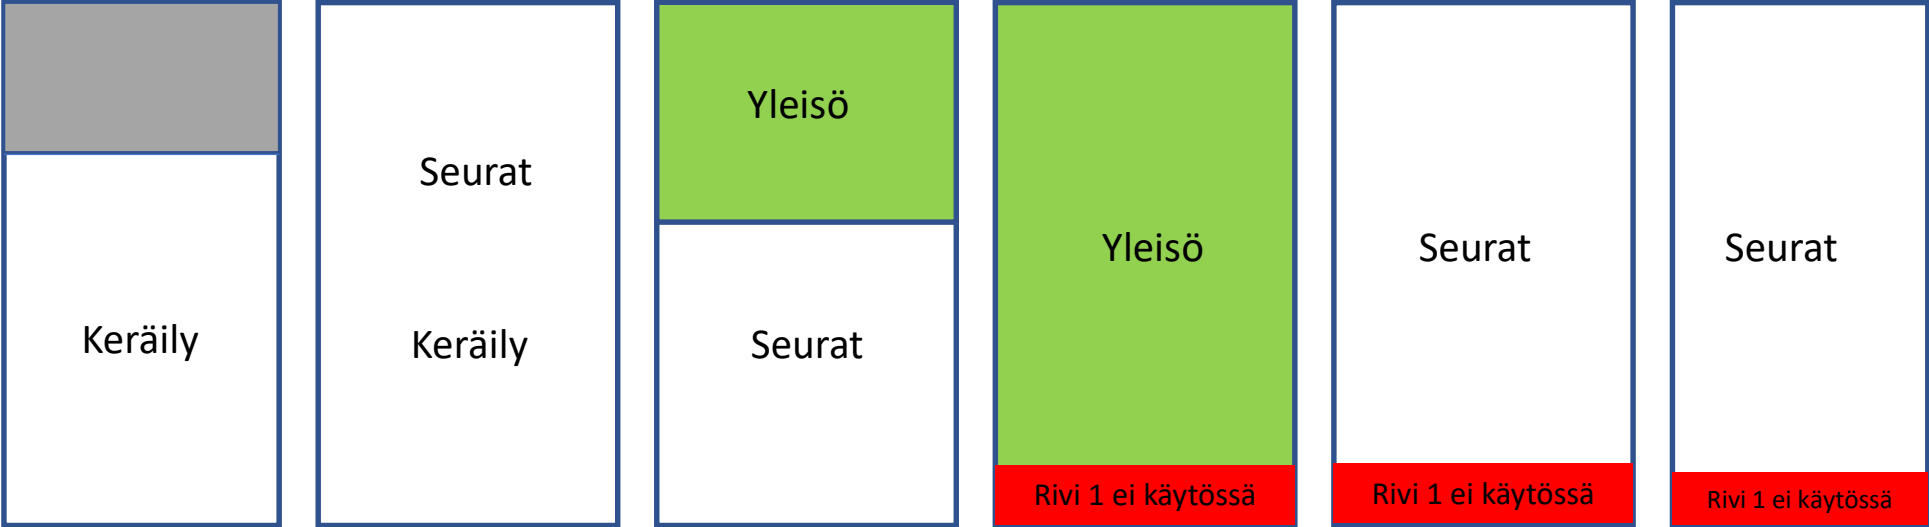 Keräily
Seurat
Keräily
Yleisö
Seurat
Yleisö
Rivi 1 ei käytössä
Seurat
Rivi 1 ei käytössä
Seurat
Rivi 1 ei käytössä